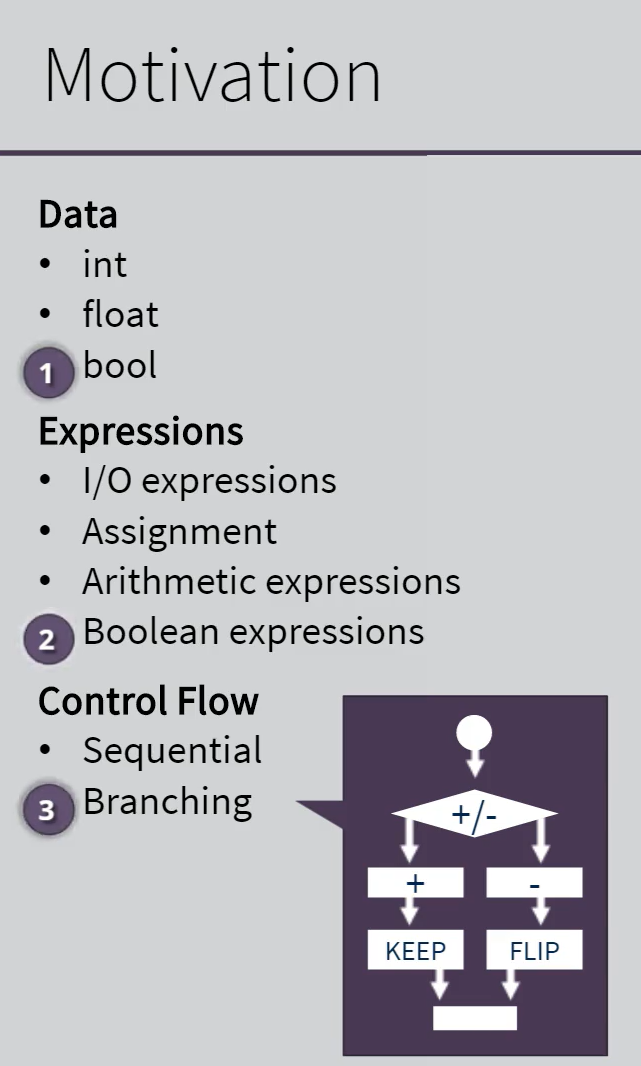 Motivation
Data
• int
• float
1 bool
Expressions
• I/O expressions
• Assignment
• Arithmetic expressions
2 Boolean expressions
Control Flow
• Sequential
3 Branching
+/-
+ -
KEEP FLIP